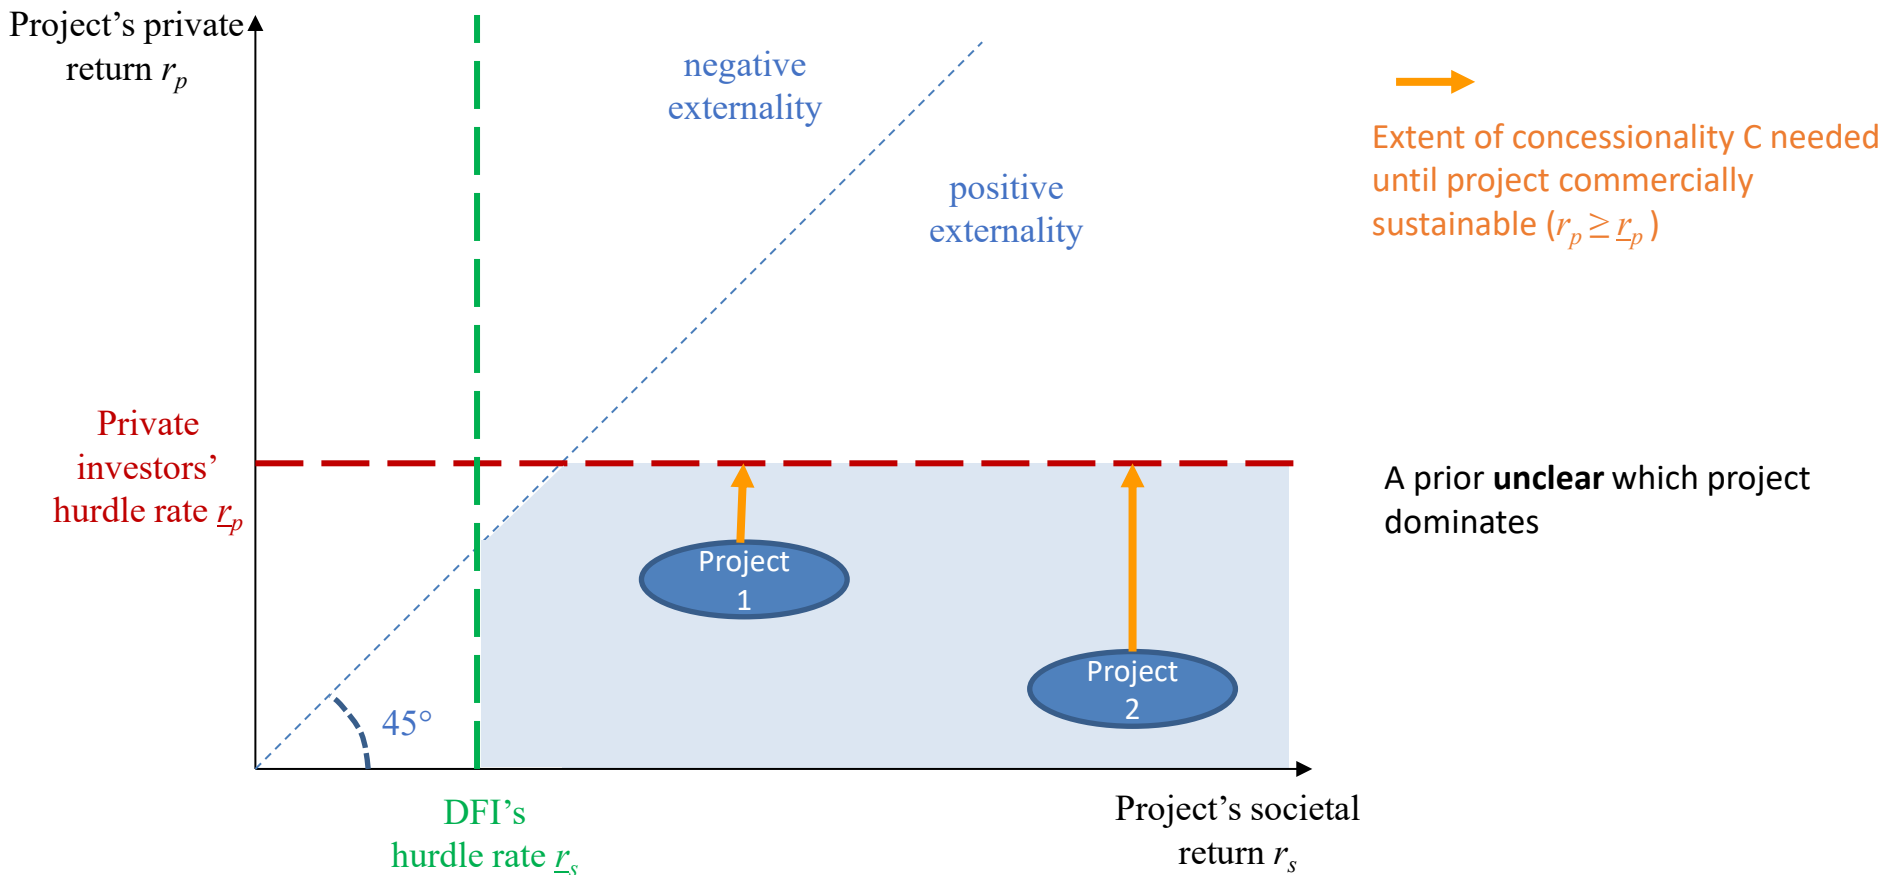 Project’s private
return rp
negative
externality
positive
externality
Extent of concessionality C needed
until project commercially
sustainable (rp ≥ rp )
Private
investors’
hurdle rate rp
A prior unclear which project
dominates
Project
1
Project
2
45°
DFI’s
hurdle rate rs
Project’s societal
return rs